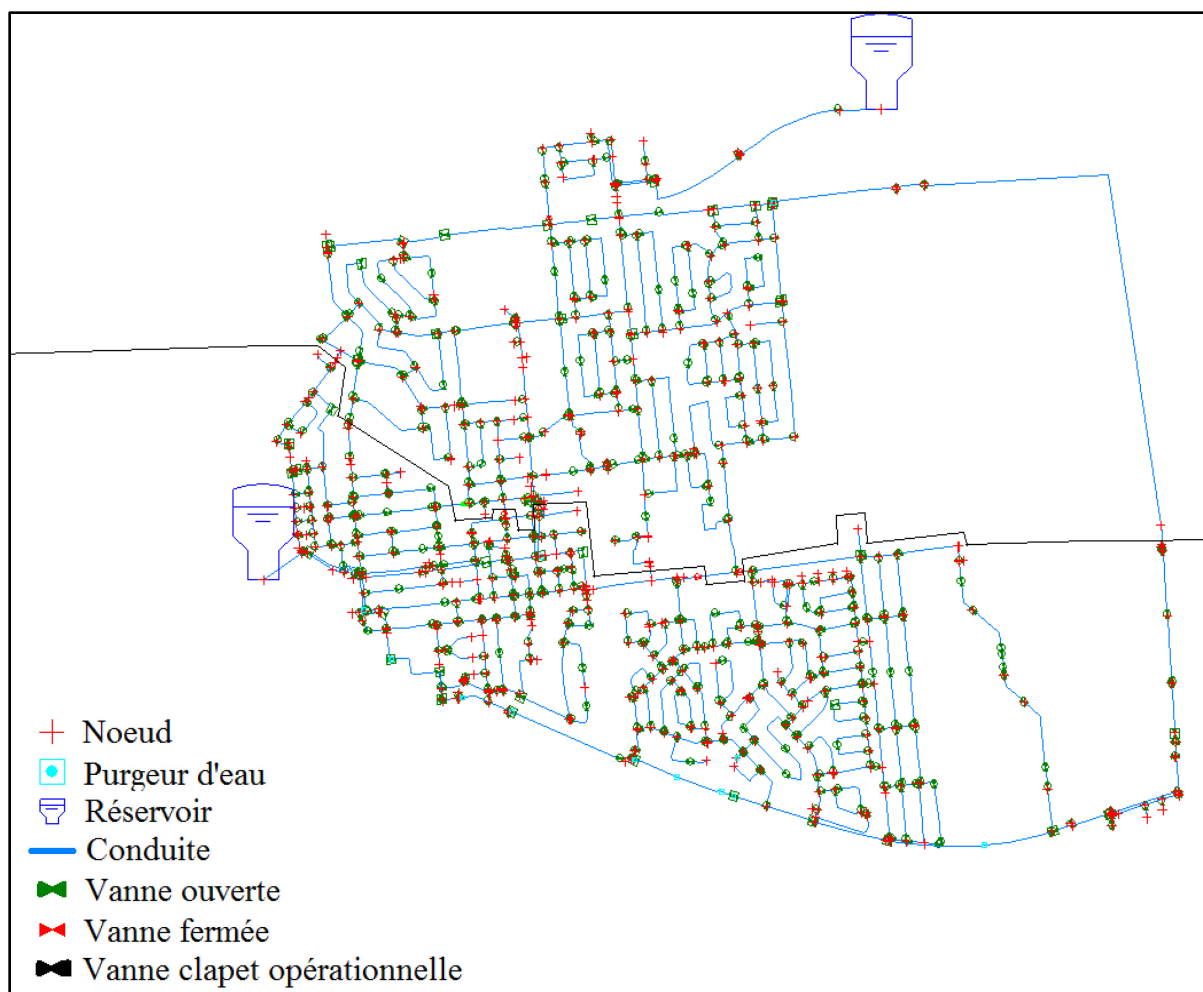 Noeud
Purgeur d'eau
Réservoir
Conduite
Vanne ouverte
Vanne fermée
Vanne clapet opérationnelle